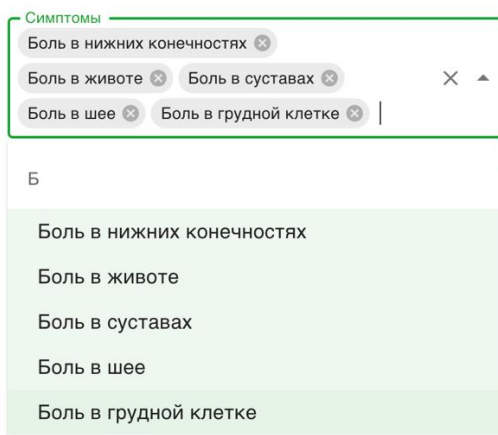 Симптомы
Боль в нижних конечностях
Боль в животе Боль в суставах
Боль в шее Боль в грудной клетке
Б
Боль в нижних конечностях
Боль в животе
Боль в суставах
Боль в шее
Боль в грудной клетке